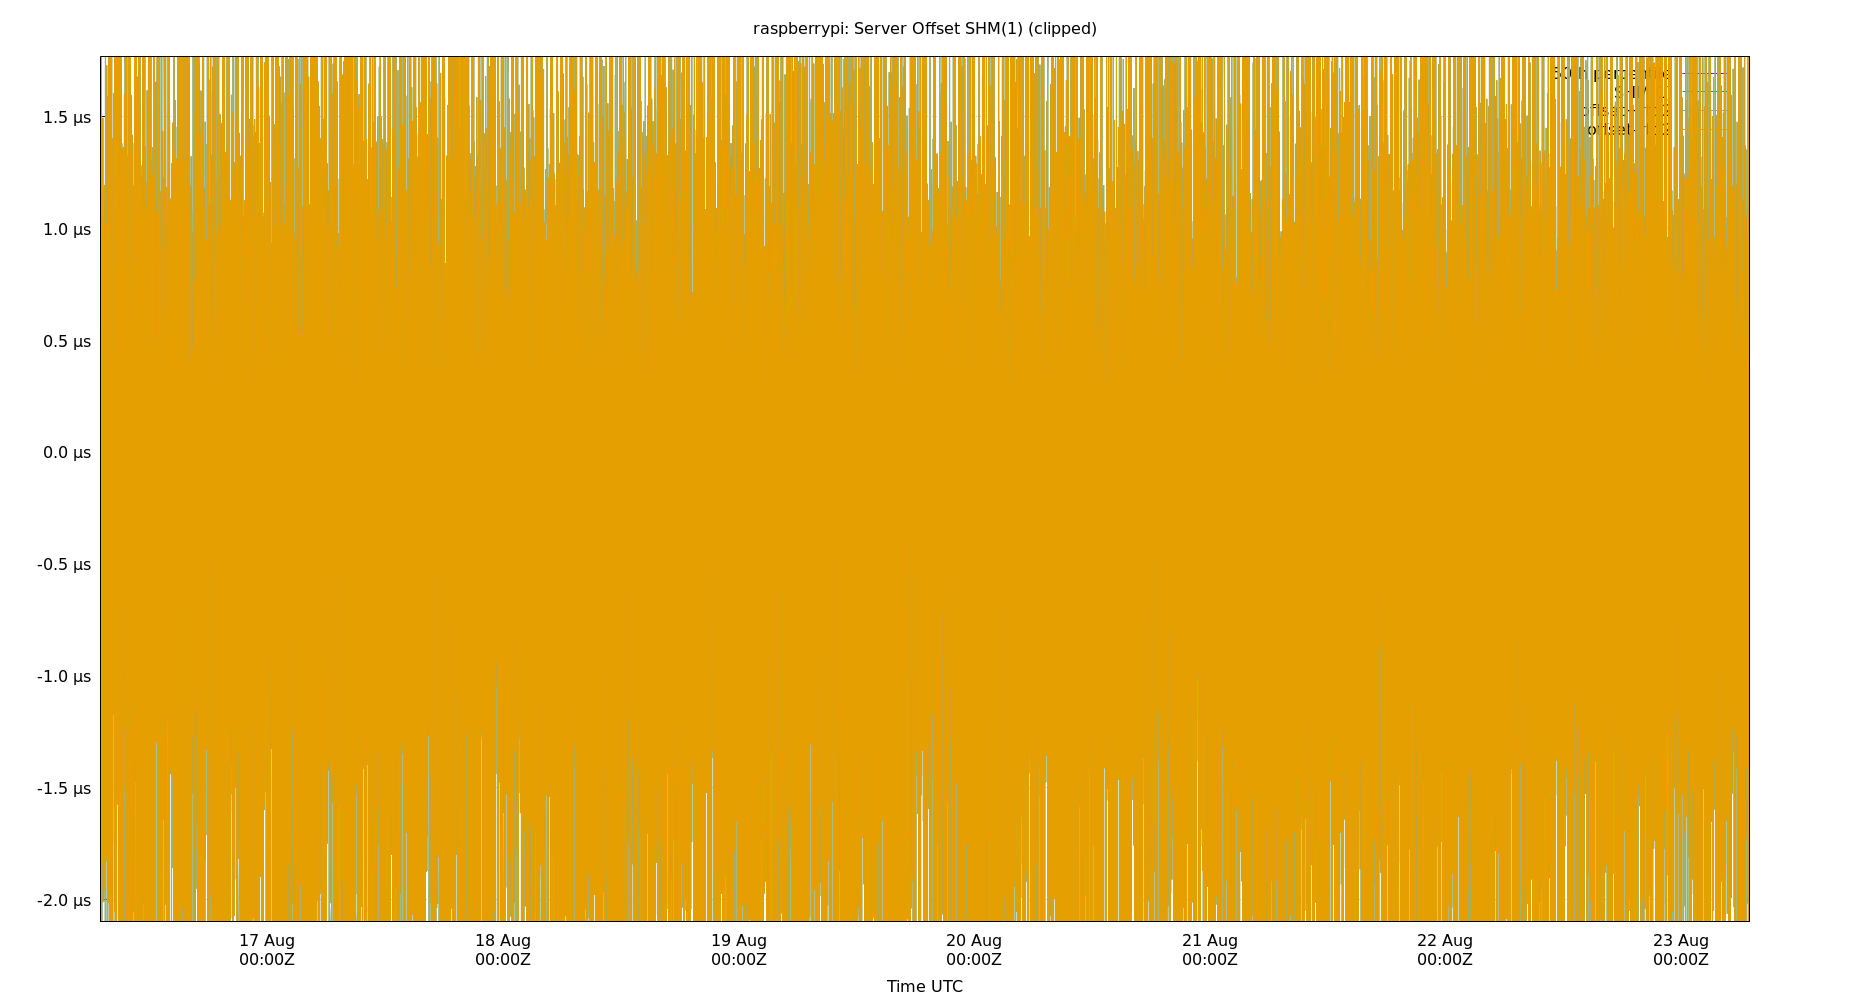 raspberrypi: Server Offset SHM(1) (clipped)
1.5 µs
1.0 µs
0.5 µs
0.0 µs
-0.5 µs
-1.0 µs
-1.5 µs
-2.0 µs
17 Aug
00:00Z
18 Aug
00:00Z
19 Aug
00:00Z
20 Aug
00:00Z
21 Aug
00:00Z
22 Aug
00:00Z
23 Aug
00:00Z
Time UTC